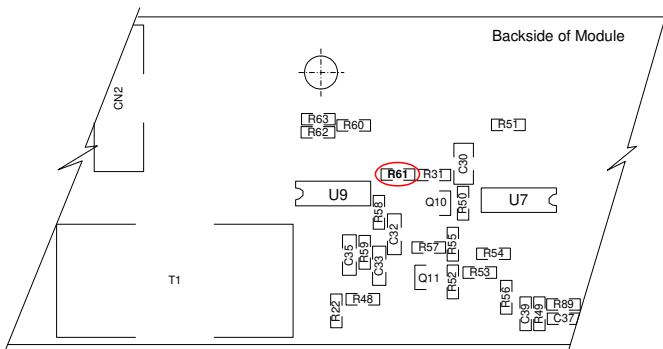 Backside of Module
CN2
R63
R62
R60
R51
R61
R31
C30
U9
R58
Q10
R50
U7
C32
C35
R59
C33
R57
R55
R54
Q11
R52
R53
T1
R22
R48
R56
C39
R49
R89
C37